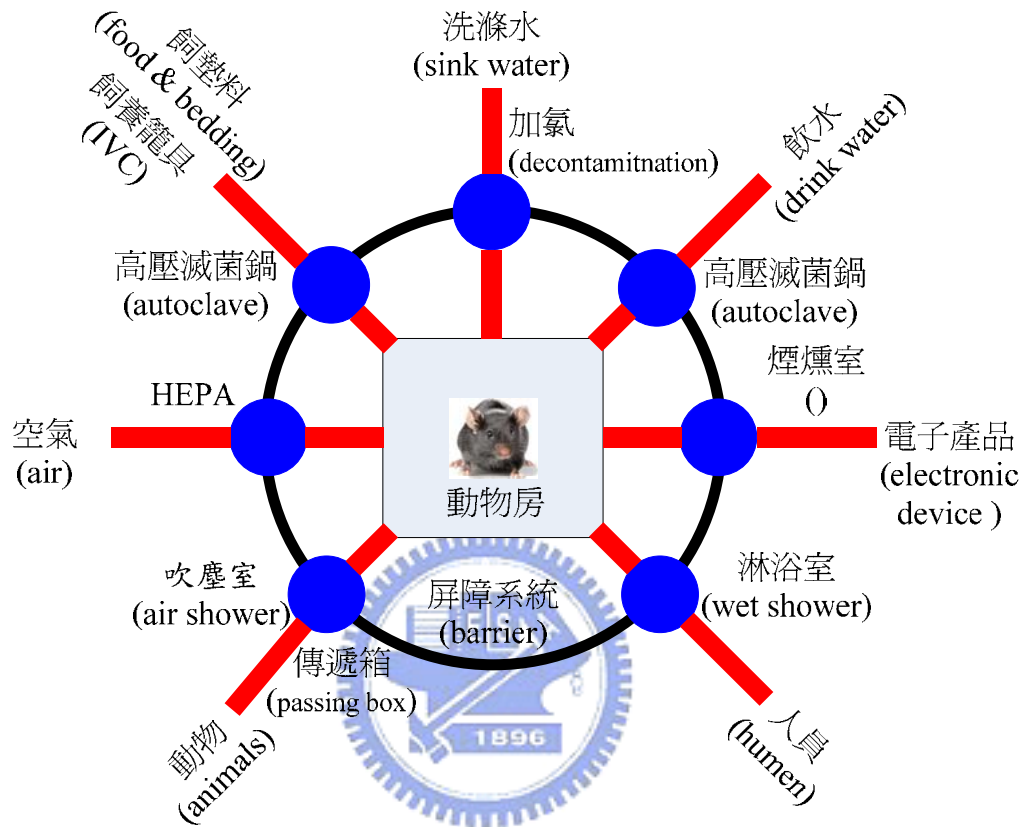 洗滌水
(sink water)
加氯
(decontamitnation)
飼墊料
(food & bedding)
飼養籠具
(IVC)
飲水
(drink water)
高壓滅菌鍋
(autoclave)
高壓滅菌鍋
(autoclave)
煙燻室
()
HEPA
空氣
(air)
電子產品
(electronic
device )
動物房
吹塵室
(air shower)
屏障系統
(barrier)
淋浴室
(wet shower)
傳遞箱
(passing box)
動物
(animals)
人員
(humen)
1896